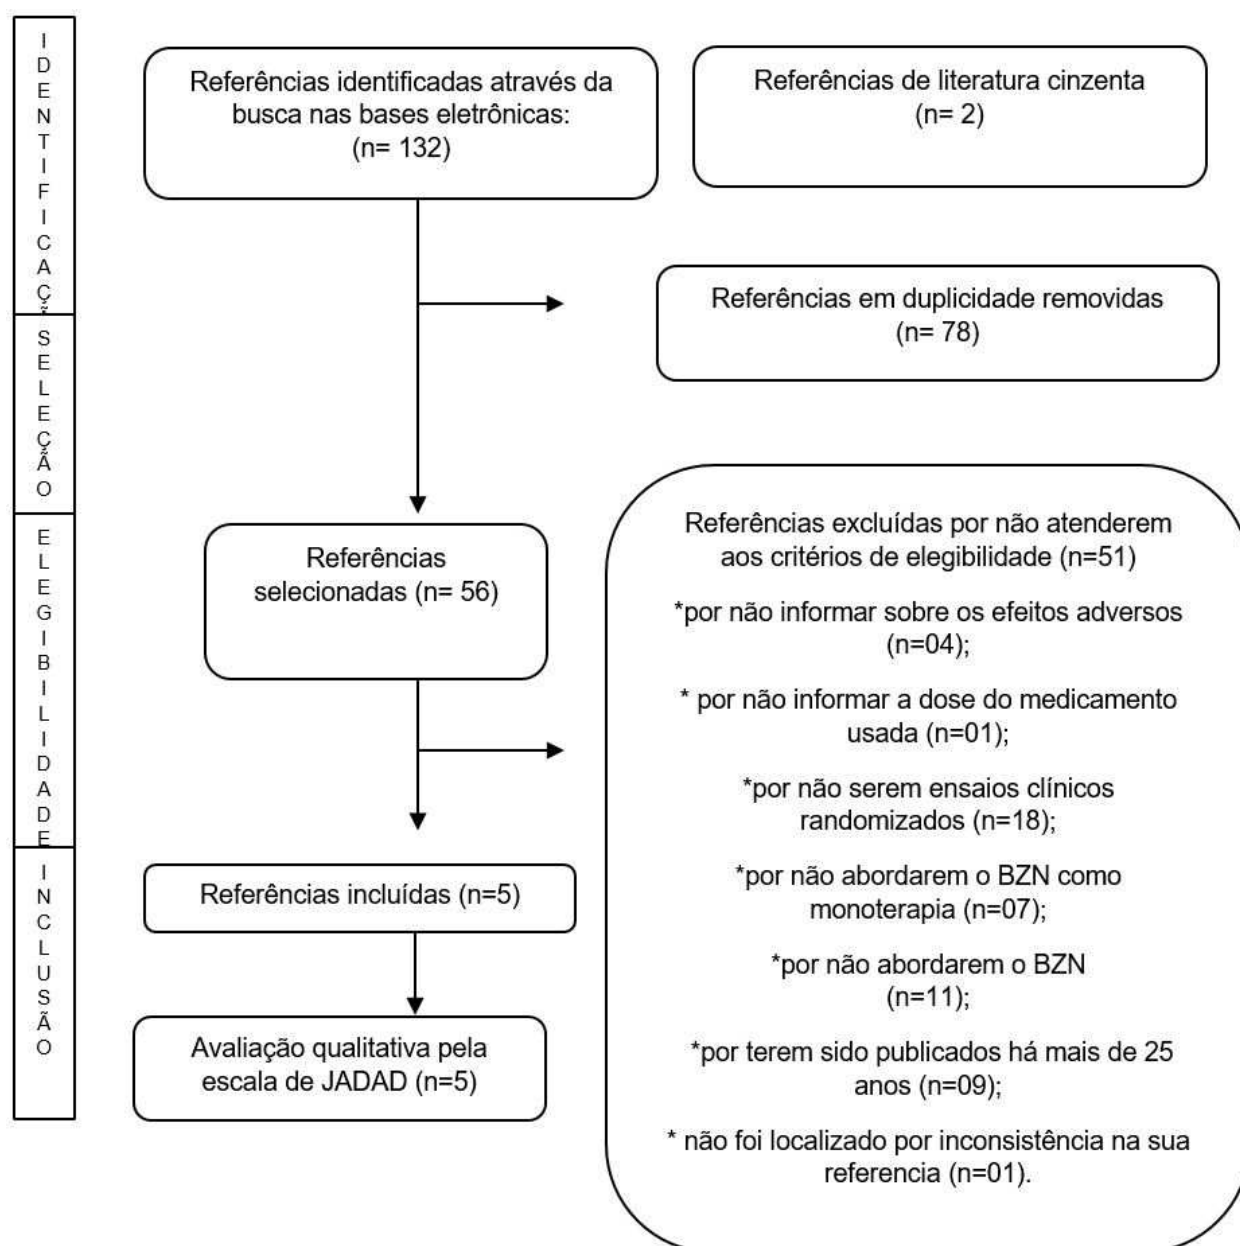 IDENTIFICAÇÃ
Referências identificadas através da
busca nas bases eletrônicas:
(n= 132)
Referências de literatura cinzenta
(n= 2)
Referências em duplicidade removidas
(n= 78)
SELEÇÃO
ELEGIBILIDADE
Referências
selecionadas (n= 56)
Referências excluídas por não atenderem
aos critérios de elegibilidade (n=51)
*por não informar sobre os efeitos adversos
(n=04);
* por não informar a dose do medicamento
usada (n=01);
*por não serem ensaios clínicos
randomizados (n=18);
*por não abordarem o BZN como
monoterapia (n=07);
*por não abordarem o BZN
(n=11);
*por terem sido publicados há mais de 25
anos (n=09);
* não foi localizado por inconsistência na sua
referencia (n=01).
INCLUSÃO
Referências incluídas (n=5)
Avaliação qualitativa pela
escala de JADAD (n=5)